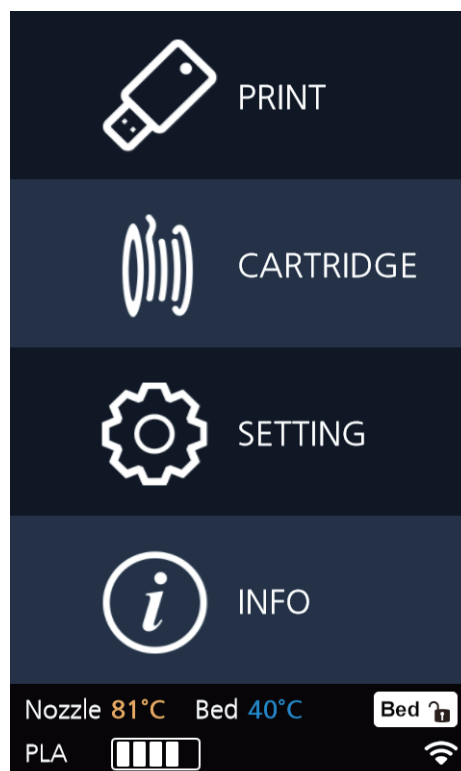 PRINT
CARTRIDGE
SETTING
i INFO
Nozzle 81°C Bed 40°C Bed
PLA